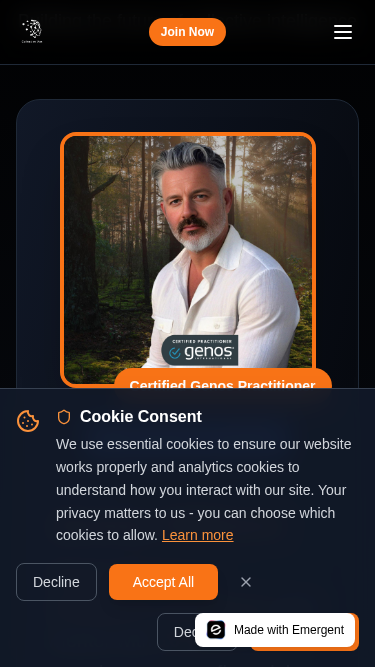 Join Now
CERTIFIED PRACTITIONER
genos
INTERNATIONAL
Certified Genos Practitioner
Cookie Consent
We use essential cookies to ensure our website
works properly and analytics cookies to
understand how you interact with our site. Your
privacy matters to us - you can choose which
cookies to allow. Learn more
Decline
Accept All
Made with Emergent